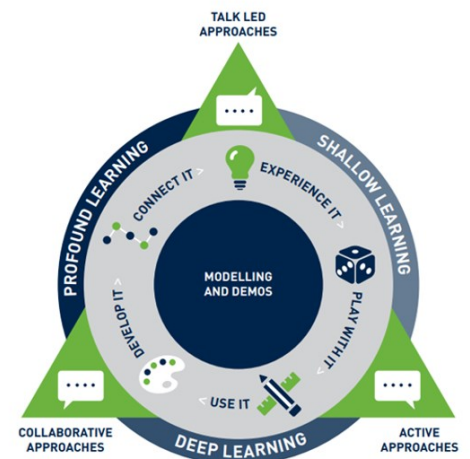 TALK LED
APPROACHES
PROFOUND LEARNING
SHALLOW LEARNING
CONNECT IT >
EXPERIENCE IT >
MODELLING
AND DEMOS
DEVELOP IT >
PLAY WITH IT >
< USE IT
COLLABORATIVE
APPROACHES
DEEP LEARNING
ACTIVE
APPROACHES